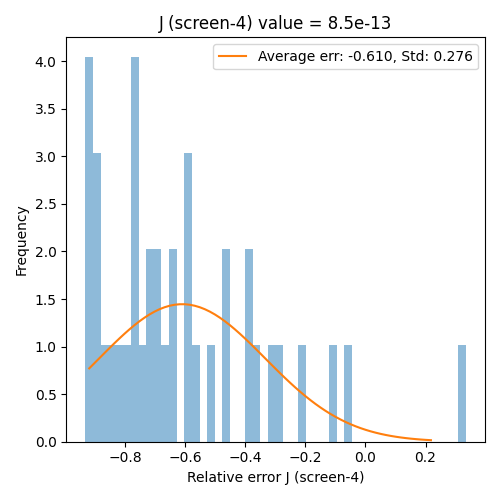 J (screen-4) value = 8.5e-13
Average err: -0.610, Std: 0.276
4.0
3.5
3.0
2.5
2.0
1.5
1.0
0.5
0.0
Frequency
−0.8 −0.6 −0.4 −0.2 0.0 0.2
Relative error J (screen-4)